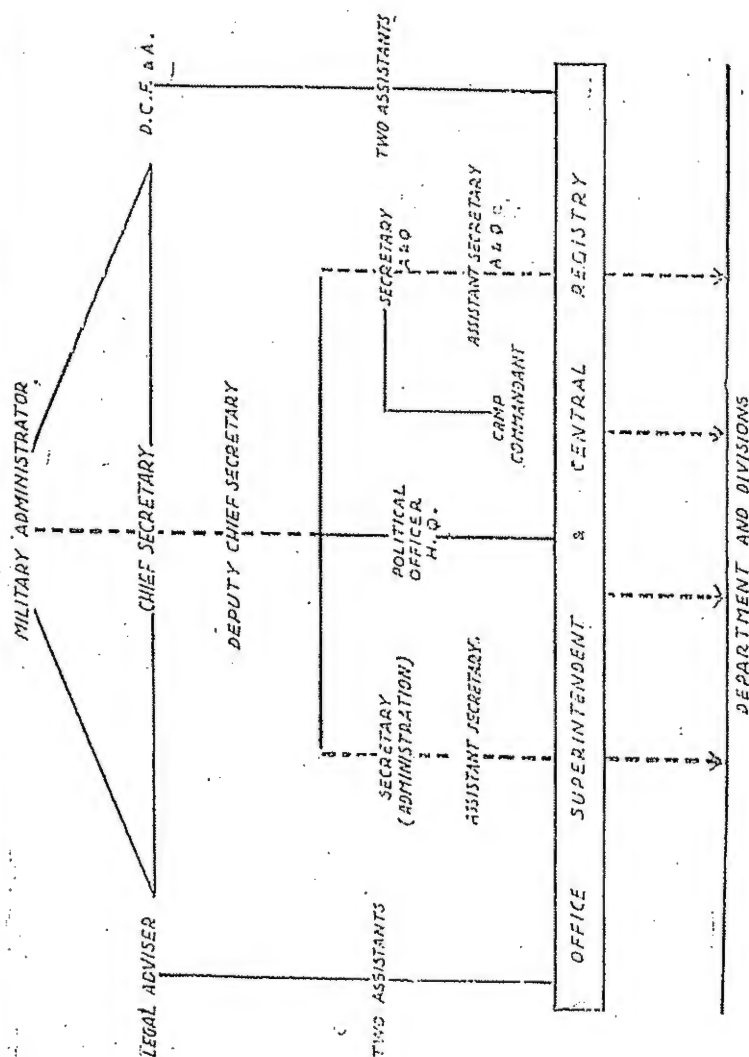 MILITARY ADMINISTRATOR
LEGAL ADVISER
CHIEF SECRETARY
D.C.F. & A.
DEPUTY CHIEF SECRETARY
TWO ASSISTANTS
SECRETARY
(ADMINISTRATION)
POLITICAL
OFFICER
H.Q.
SECRETARY
A & Q
TWO ASSISTANTS
ASSISTANT SECRETARY.
CAMP
COMMANDANT
ASSISTANT SECRETARY
A & Q
OFFICE SUPERINTENDENT & CENTRAL REGISTRY
DEPARTMENT AND DIVISIONS